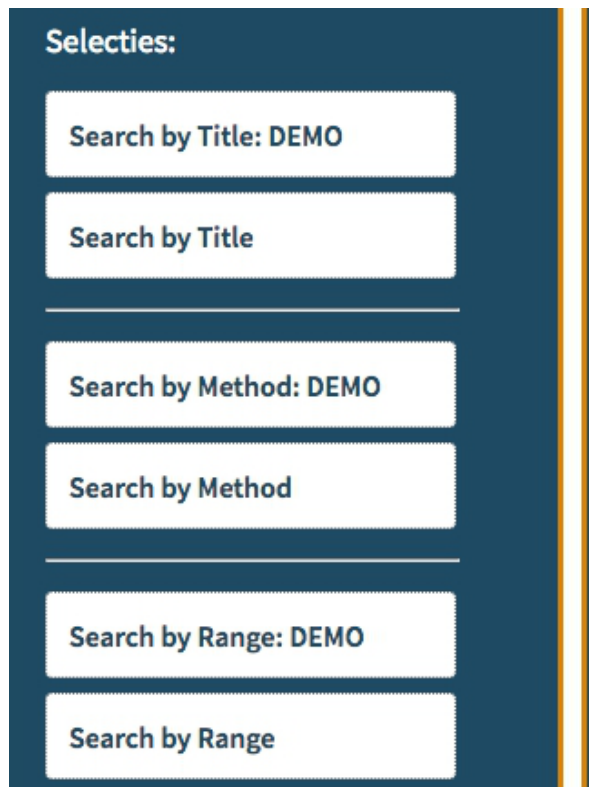 Selecties:
Search by Title: DEMO
Search by Title
Search by Method: DEMO
Search by Method
Search by Range: DEMO
Search by Range